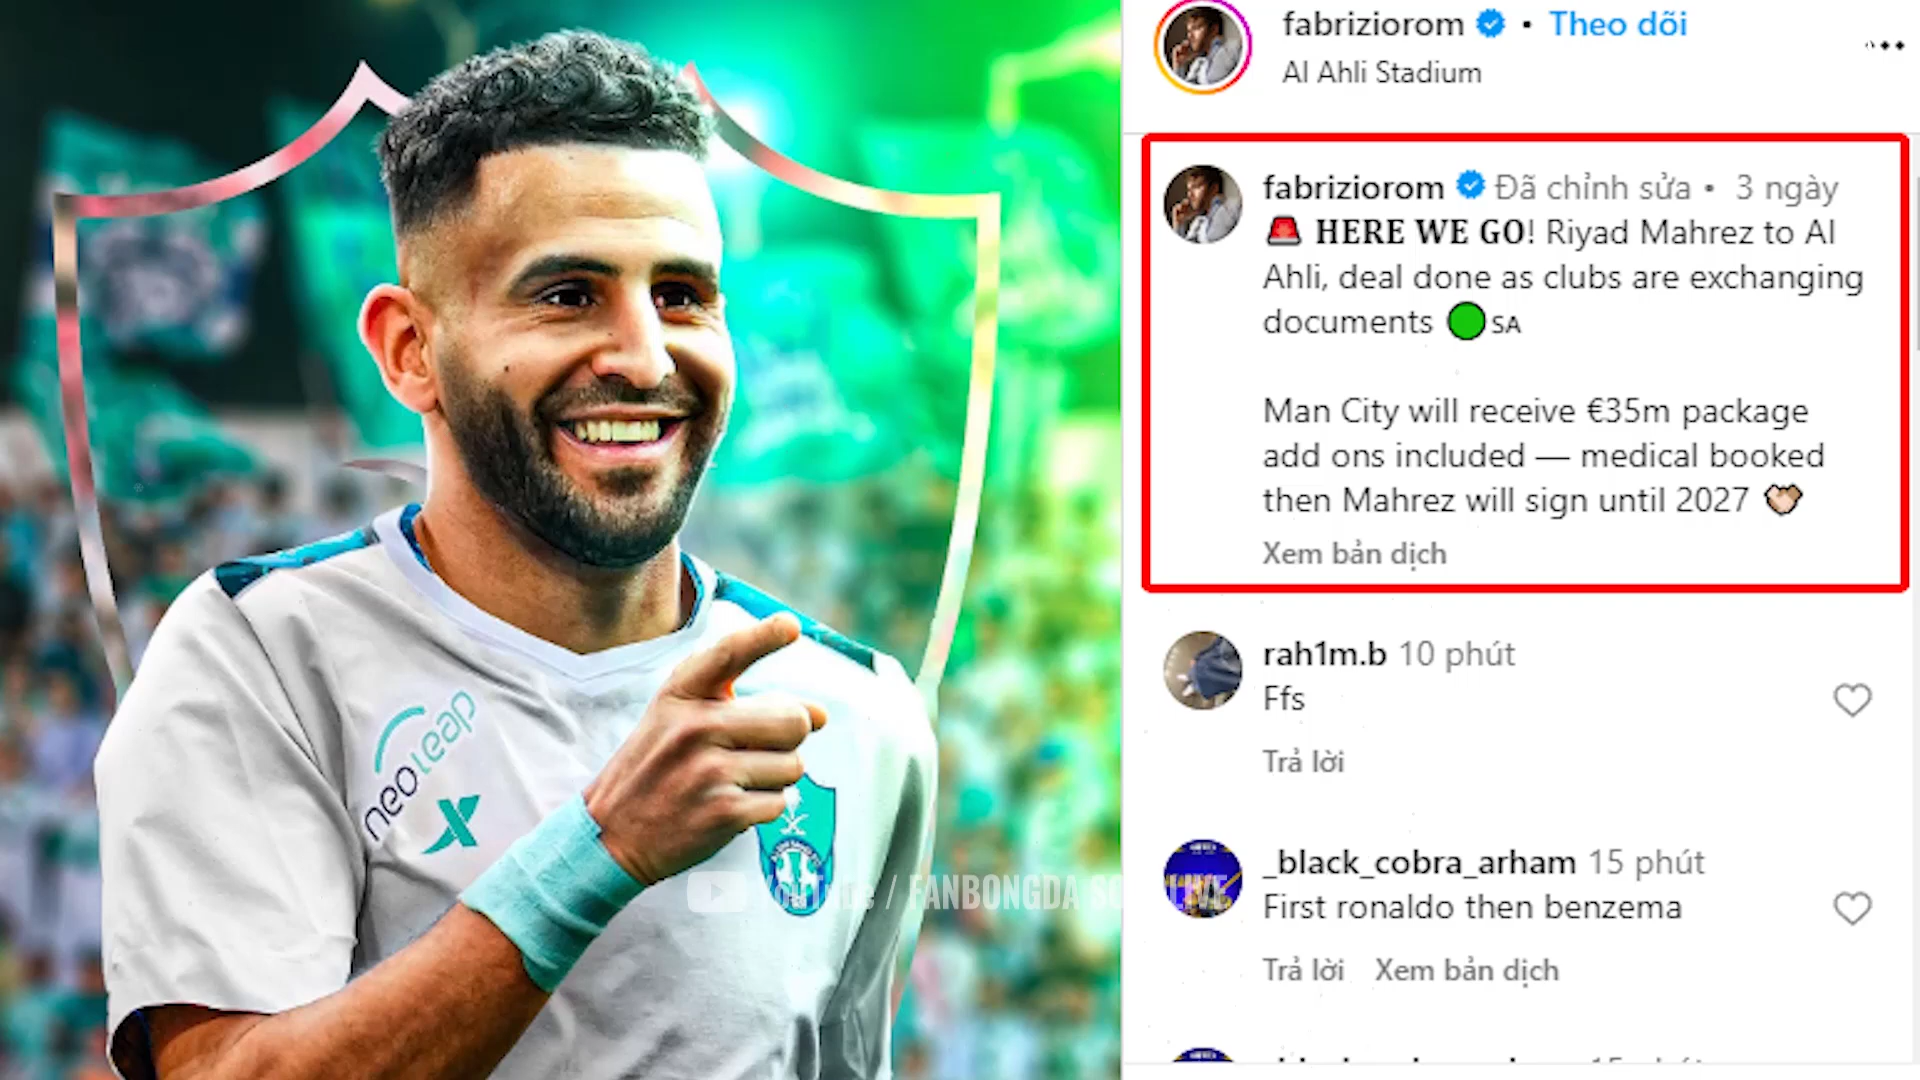 fabriziorom • Theo dõi
Al Ahli Stadium
fabriziorom Đã chỉnh sửa • 3 ngày
HERE WE GO! Riyad Mahrez to Al
Ahli, deal done as clubs are exchanging
documents SA
Man City will receive €35m package
add ons included — medical booked
then Mahrez will sign until 2027
Xem bản dịch
rah1m.b 10 phút
Ffs
Trả lời
_black_cobra_arham 15 phút
First ronaldo then benzema
Trả lời Xem bản dịch
neoleap
YouTube / FANBONGDA
LIVE